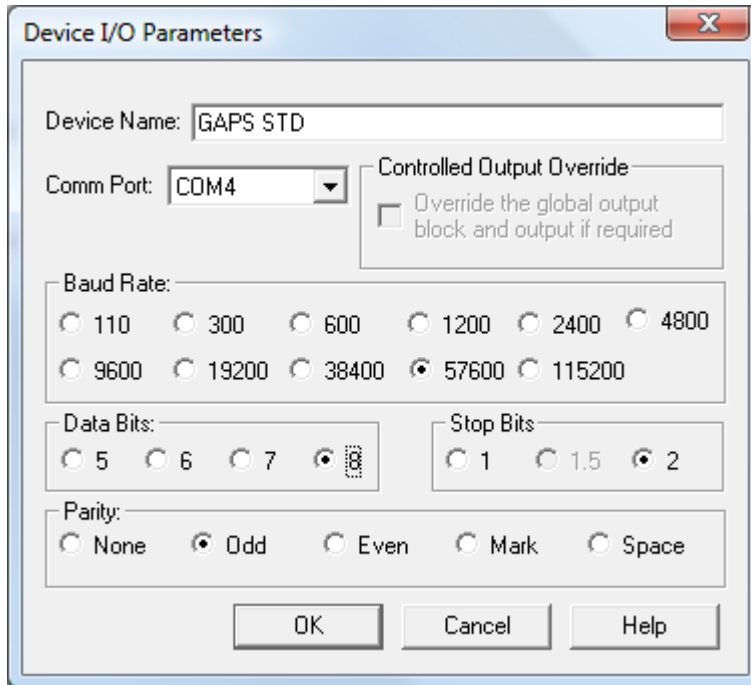 Device I/O Parameters
Device Name: GAPS STD
Comm Port: COM4
Controlled Output Override
Override the global output
block and output if required
Baud Rate:
110 300 600 1200 2400 4800
9600 19200 38400 57600 115200
Data Bits:
5 6 7 8
Stop Bits
1 1.5 2
Parity:
None Odd Even Mark Space
OK Cancel Help